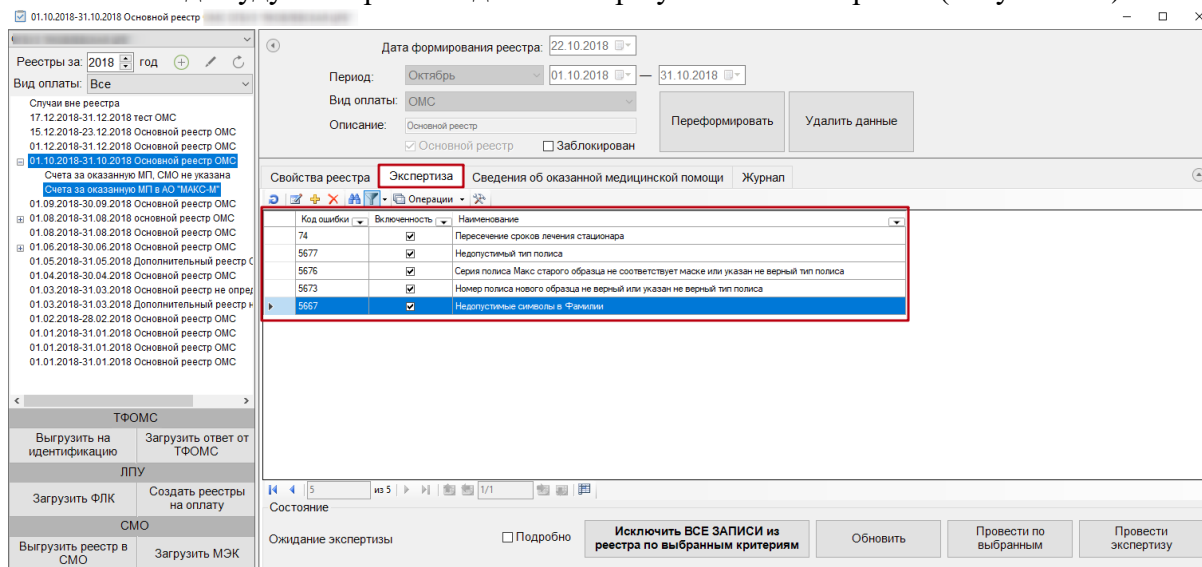 01.10.2018-31.10.2018 Основной реестр
Реестры за: 2018 год
Вид оплаты: Все
Случаи вне реестра
17.12.2018-31.12.2018 тест ОМС
15.12.2018-23.12.2018 Основной реестр ОМС
01.12.2018-31.12.2018 Основной реестр ОМС
01.10.2018-31.10.2018 Основной реестр ОМС
Счета за оказанную МП, СМО не указана
Счета за оказанную МП в АО "МАКС-М"
01.09.2018-30.09.2018 Основной реестр ОМС
01.08.2018-31.08.2018 основной реестр ОМС
01.08.2018-31.08.2018 Основной реестр ОМС
01.06.2018-30.06.2018 Основной реестр ОМС
01.05.2018-31.05.2018 Дополнительный реестр
01.04.2018-30.04.2018 Основной реестр ОМС
01.03.2018-31.03.2018 Основной реестр не опред
01.03.2018-31.03.2018 Дополнительный реестр н
01.02.2018-28.02.2018 Основной реестр ОМС
01.01.2018-31.01.2018 Основной реестр ОМС
01.01.2018-31.01.2018 Основной реестр ОМС
01.01.2018-31.01.2018 Основной реестр ОМС
ТФОМС
Выгрузить на идентификацию
Загрузить ответ от ТФОМС
ЛПУ
Загрузить ФЛК
Создать реестры на оплату
СМО
Выгрузить реестр в СМО
Загрузить МЭК
Дата формирования реестра: 22.10.2018
Период: Октябрь 01.10.2018 — 31.10.2018
Вид оплаты: ОМС
Описание: Основной реестр
Основной реестр Заблокирован
Переформировать
Удалить данные
Свойства реестра Экспертиза Сведения об оказанной медицинской помощи Журнал
Операции
Код ошибки Включенность Наименование
74 Пересечение сроков лечения стационара
5677 Недопустимый тип полиса
5676 Серия полиса Макс старого образца не соответствует маске или указан не верный тип полиса
5673 Номер полиса нового образца не верный или указан не верный тип полиса
5667 Недопустимые символы в Фамилии
5 из 5 1/1
Состояние
Ожидание экспертизы
Подробно
Исключить ВСЕ ЗАПИСИ из
реестра по выбранным критериям
Обновить
Провести по выбранным
Провести экспертизу